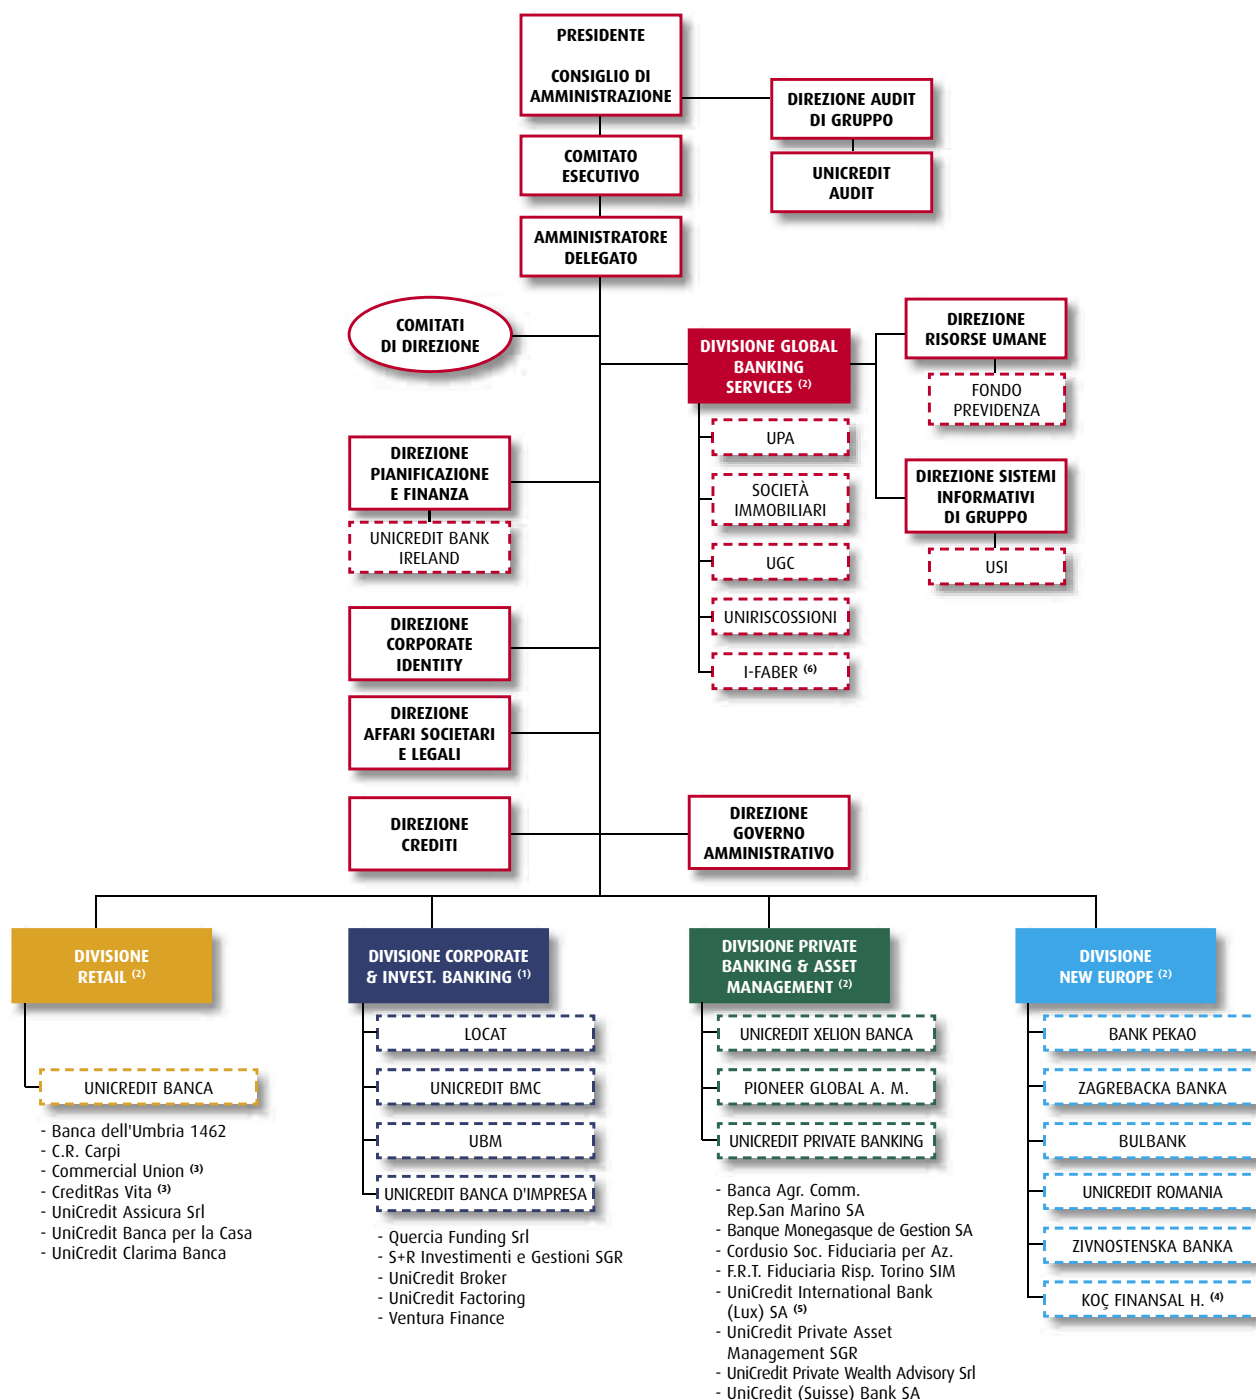 PRESIDENTE
CONSIGLIO DI
AMMINISTRAZIONE
DIREZIONE AUDIT
DI GRUPPO
COMITATO
ESECUTIVO
UNICREDIT
AUDIT
AMMINISTRATORE
DELEGATO
COMITATI
DI DIREZIONE
DIVISIONE GLOBAL
BANKING
SERVICES (2)
DIREZIONE
RISORSE UMANE
FONDO
PREVIDENZA
UPA
SOCIETÀ
IMMOBILIARI
UGC
UNIRISCOSSIONI
I-FABER (6)
DIREZIONE SISTEMI
INFORMATIVI
DI GRUPPO
USI
DIREZIONE
PIANIFICAZIONE
E FINANZA
UNICREDIT BANK
IRELAND
DIREZIONE
CORPORATE
IDENTITY
DIREZIONE
AFFARI SOCIETARI
E LEGALI
DIREZIONE
CREDITI
DIREZIONE
GOVERNO
AMMINISTRATIVO
DIVISIONE
RETAIL (2)
UNICREDIT BANCA
- Banca dell'Umbria 1462
- C.R. Carpi
- Commercial Union (3)
- CreditRas Vita (3)
- UniCredit Assicura Srl
- UniCredit Banca per la Casa
- UniCredit Clarima Banca
DIVISIONE CORPORATE
& INVEST. BANKING (1)
LOCAT
UNICREDIT BMC
UBM
UNICREDIT BANCA D'IMPRESA
- Quercia Funding Srl
- S+R Investimenti e Gestioni SGR
- UniCredit Broker
- UniCredit Factoring
- Ventura Finance
DIVISIONE PRIVATE
BANKING & ASSET
MANAGEMENT (2)
UNICREDIT XELION BANCA
PIONEER GLOBAL A. M.
UNICREDIT PRIVATE BANKING
- Banca Agr. Comm.
Rep.San Marino SA
- Banque Monegasque de Gestion SA
- Cordusio Soc. Fiduciaria per Az.
- F.R.T. Fiduciaria Risp. Torino SIM
- UniCredit International Bank
(Lux) SA (5)
- UniCredit Private Asset
Management SGR
- UniCredit Private Wealth Advisory Srl
- UniCredit (Suisse) Bank SA
DIVISIONE
NEW EUROPE (2)
BANK PEKAO
ZAGREBACKA BANKA
BULBANK
UNICREDIT ROMANIA
ZIVNOSTENSKA BANKA
KOÇ FINANSAL H. (4)